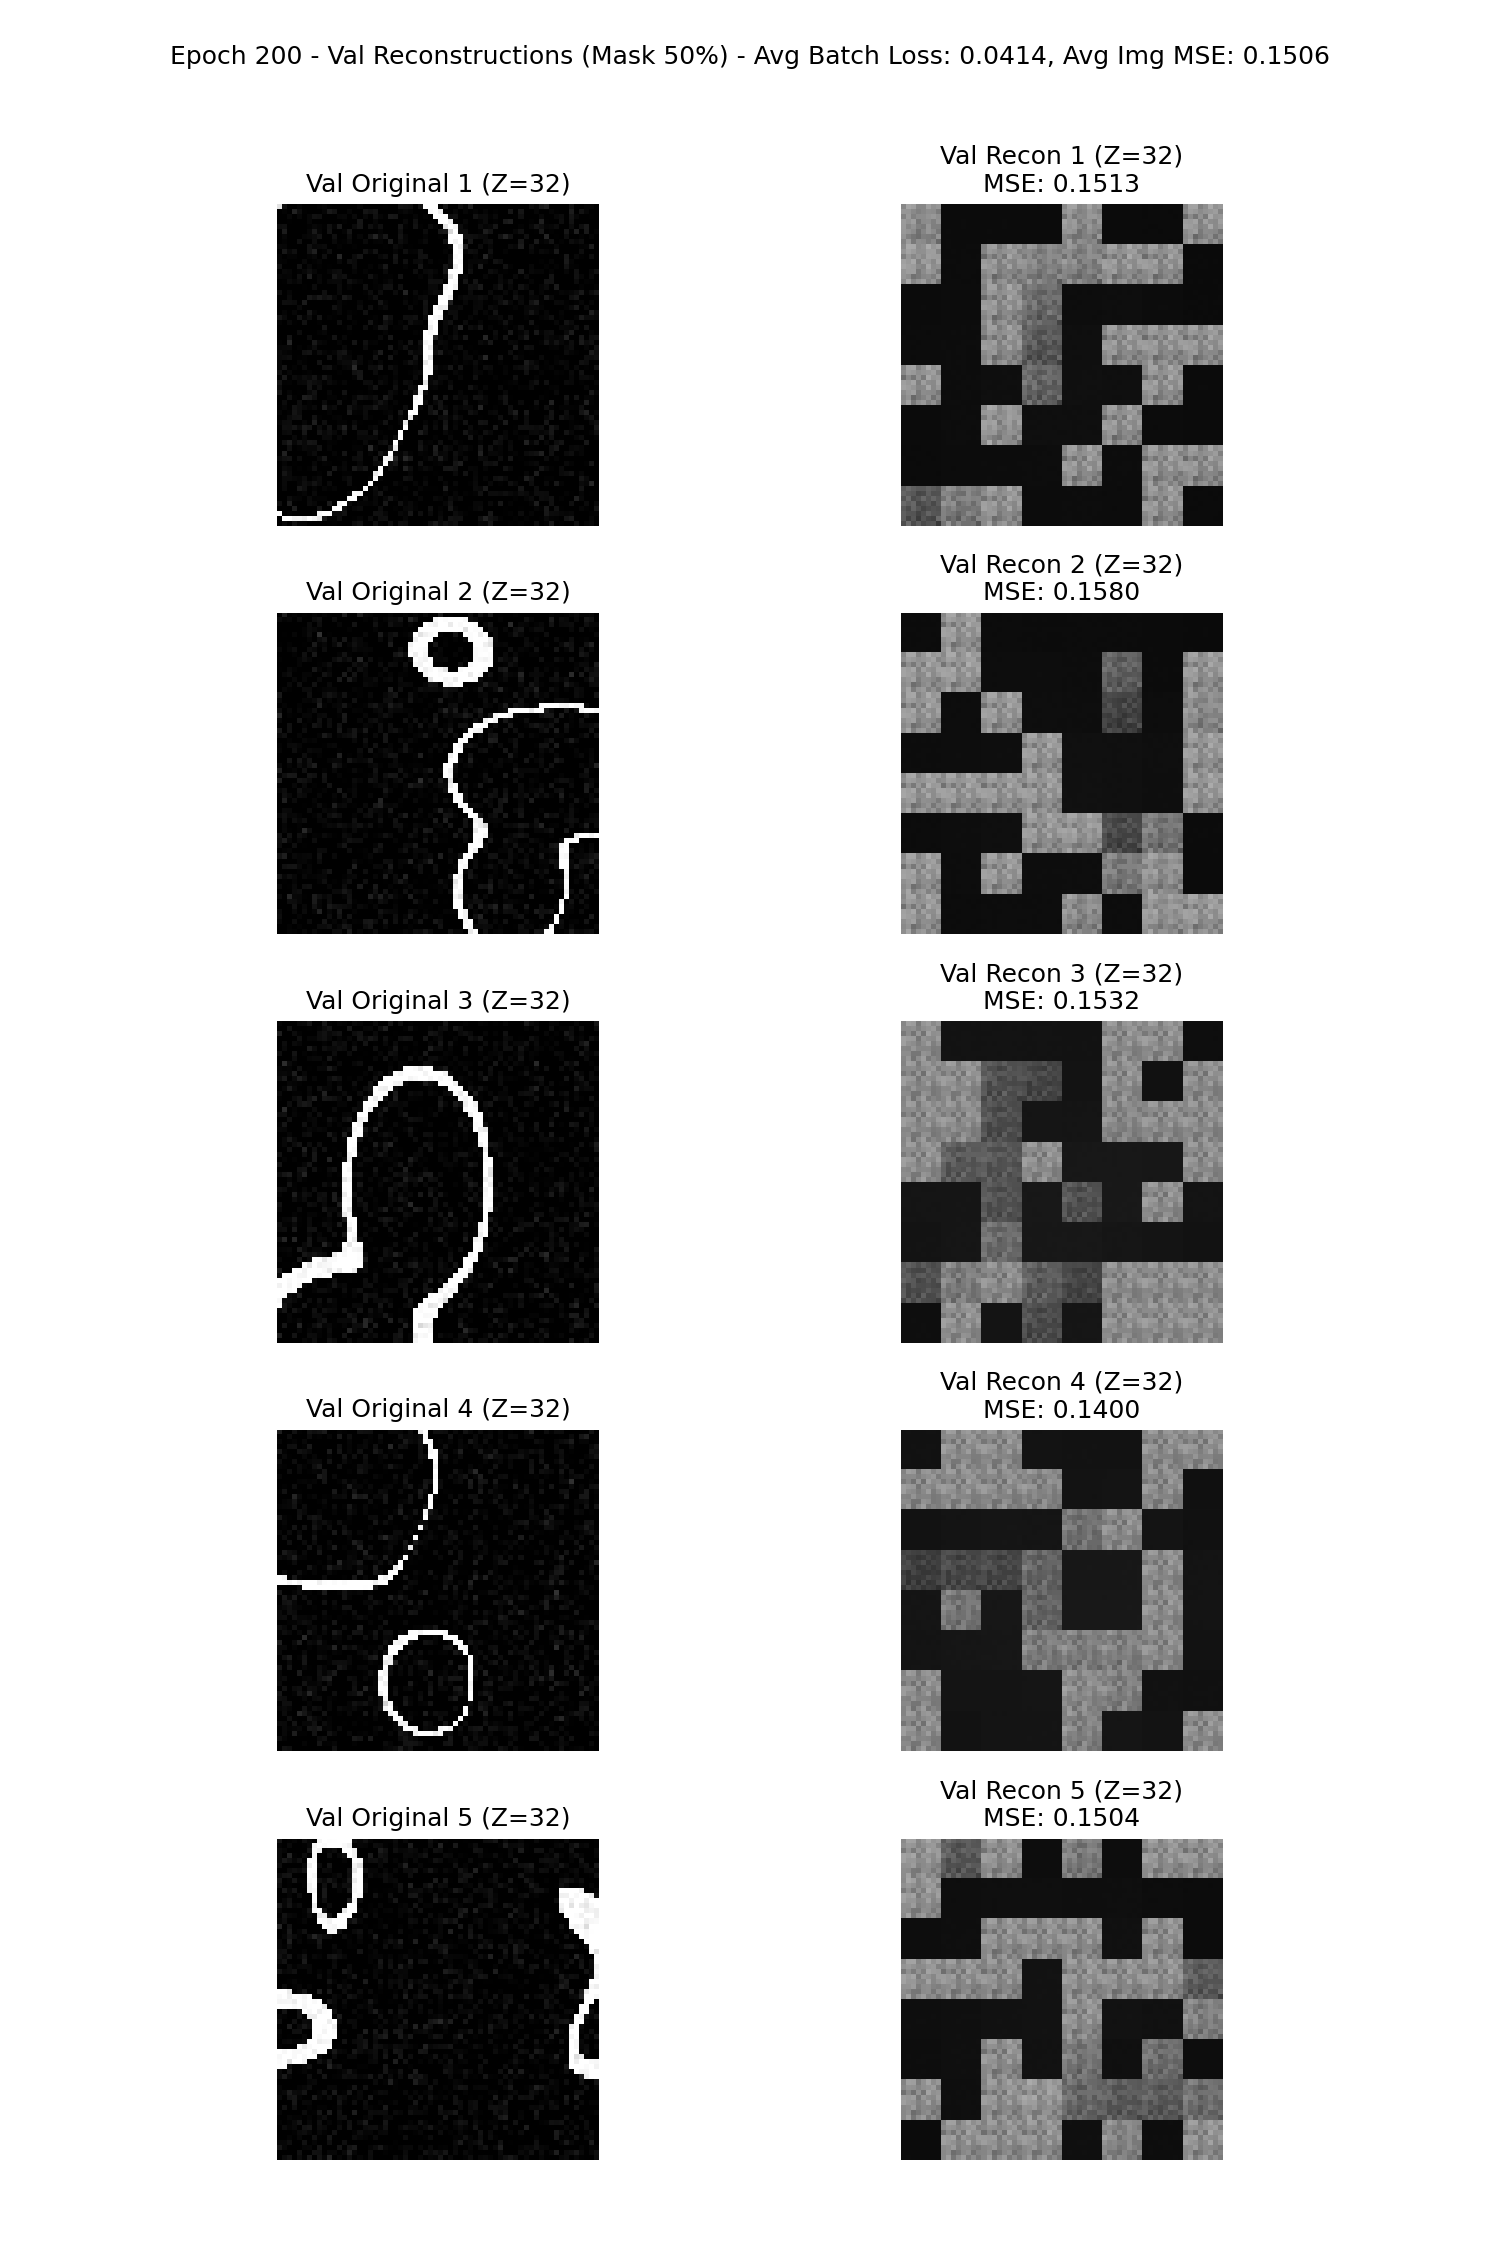 Epoch 200 - Val Reconstructions (Mask 50%) - Avg Batch Loss: 0.0414, Avg Img MSE: 0.1506
Val Original 1 (Z=32)
Val Recon 1 (Z=32)
MSE: 0.1513
Val Original 2 (Z=32)
Val Recon 2 (Z=32)
MSE: 0.1580
Val Original 3 (Z=32)
Val Recon 3 (Z=32)
MSE: 0.1532
Val Original 4 (Z=32)
Val Recon 4 (Z=32)
MSE: 0.1400
Val Original 5 (Z=32)
Val Recon 5 (Z=32)
MSE: 0.1504